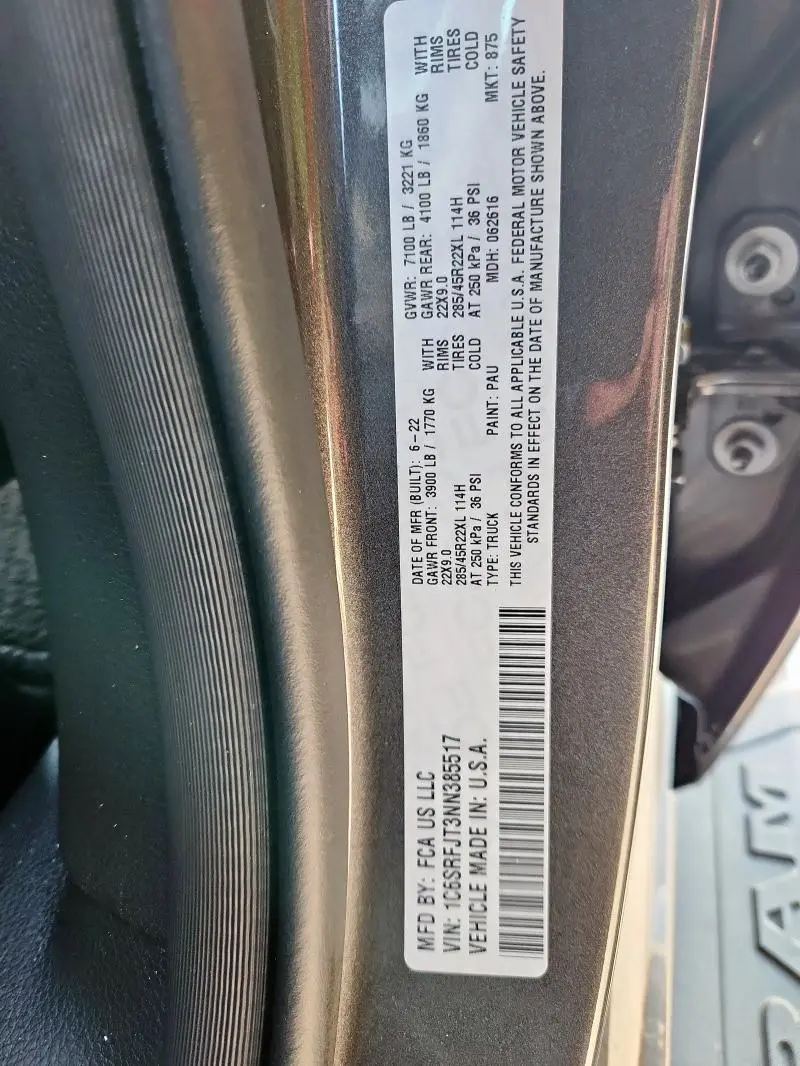 MFD BY: FCA US LLC
VIN: 1C6SRFJT3NN385517
VEHICLE MADE IN: U.S.A.
DATE OF MFR (BUILT): 6-22 GVWR: 7100 LB / 3221 KG
GAWR FRONT: 3900 LB / 1770 KG WITH GAWR REAR: 4100 LB / 1860 KG WITH
22X9.0 RIMS 22X9.0 RIMS
285/45R22XL 114H TIRES 285/45R22XL 114H TIRES
AT 250 kPa / 36 PSI COLD AT 250 kPa / 36 PSI COLD
TYPE: TRUCK PAINT: PAU MDH: 062616 MKT: 875
THIS VEHICLE CONFORMS TO ALL APPLICABLE U.S.A. FEDERAL MOTOR VEHICLE SAFETY
STANDARDS IN EFFECT ON THE DATE OF MANUFACTURE SHOWN ABOVE.
RAM